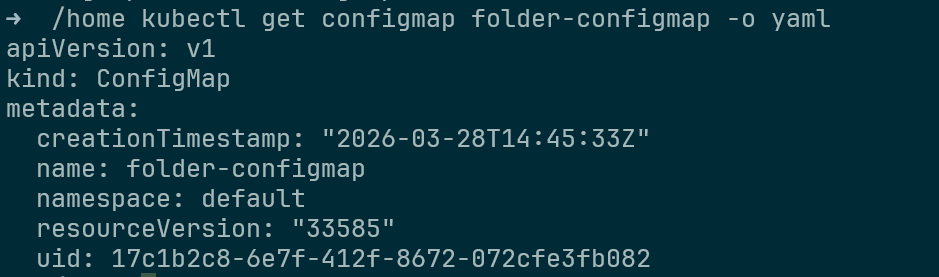 ➜  /home kubectl get configmap folder-configmap -o yaml
apiVersion: v1
kind: ConfigMap
metadata:
  creationTimestamp: "2026-03-28T14:45:33Z"
  name: folder-configmap
  namespace: default
  resourceVersion: "33585"
  uid: 17c1b2c8-6e7f-412f-8672-072cfe3fb082